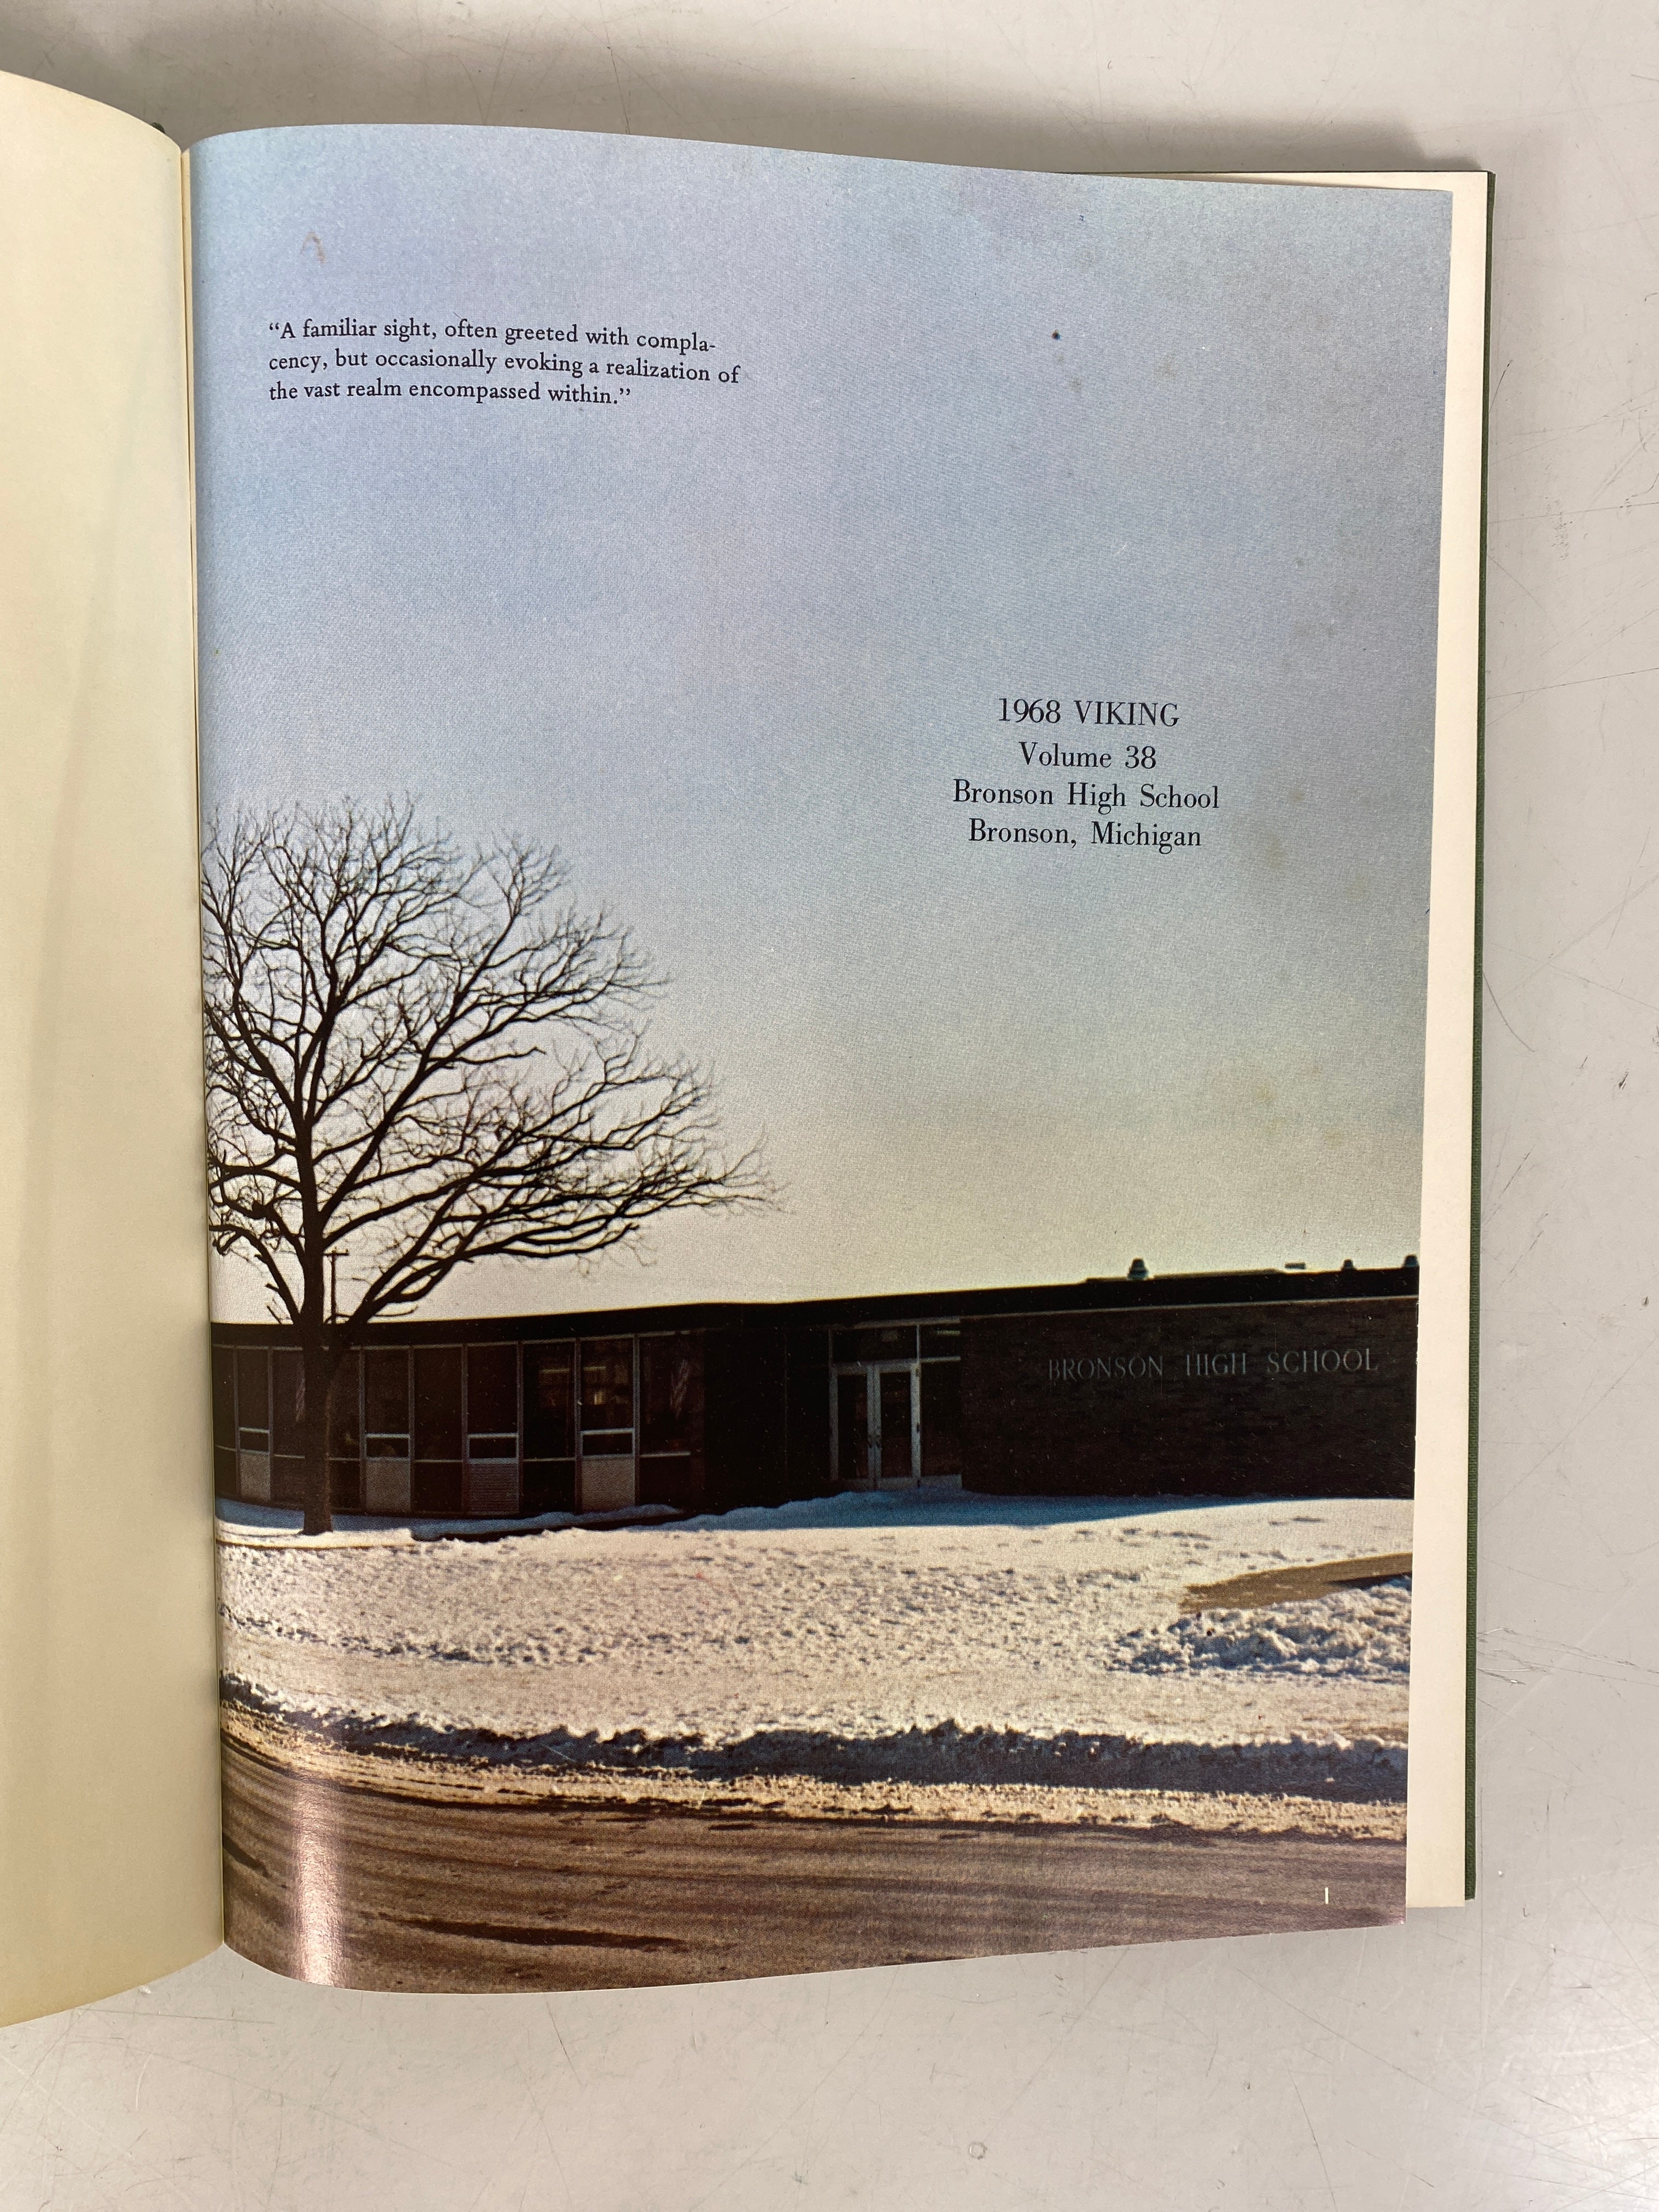 “A familiar sight, often greeted with compla-
cency, but occasionally evoking a realization of
the vast realm encompassed within.”
1968 VIKING
Volume 38
Bronson High School
Bronson, Michigan
BRONSON HIGH SCHOOL
1